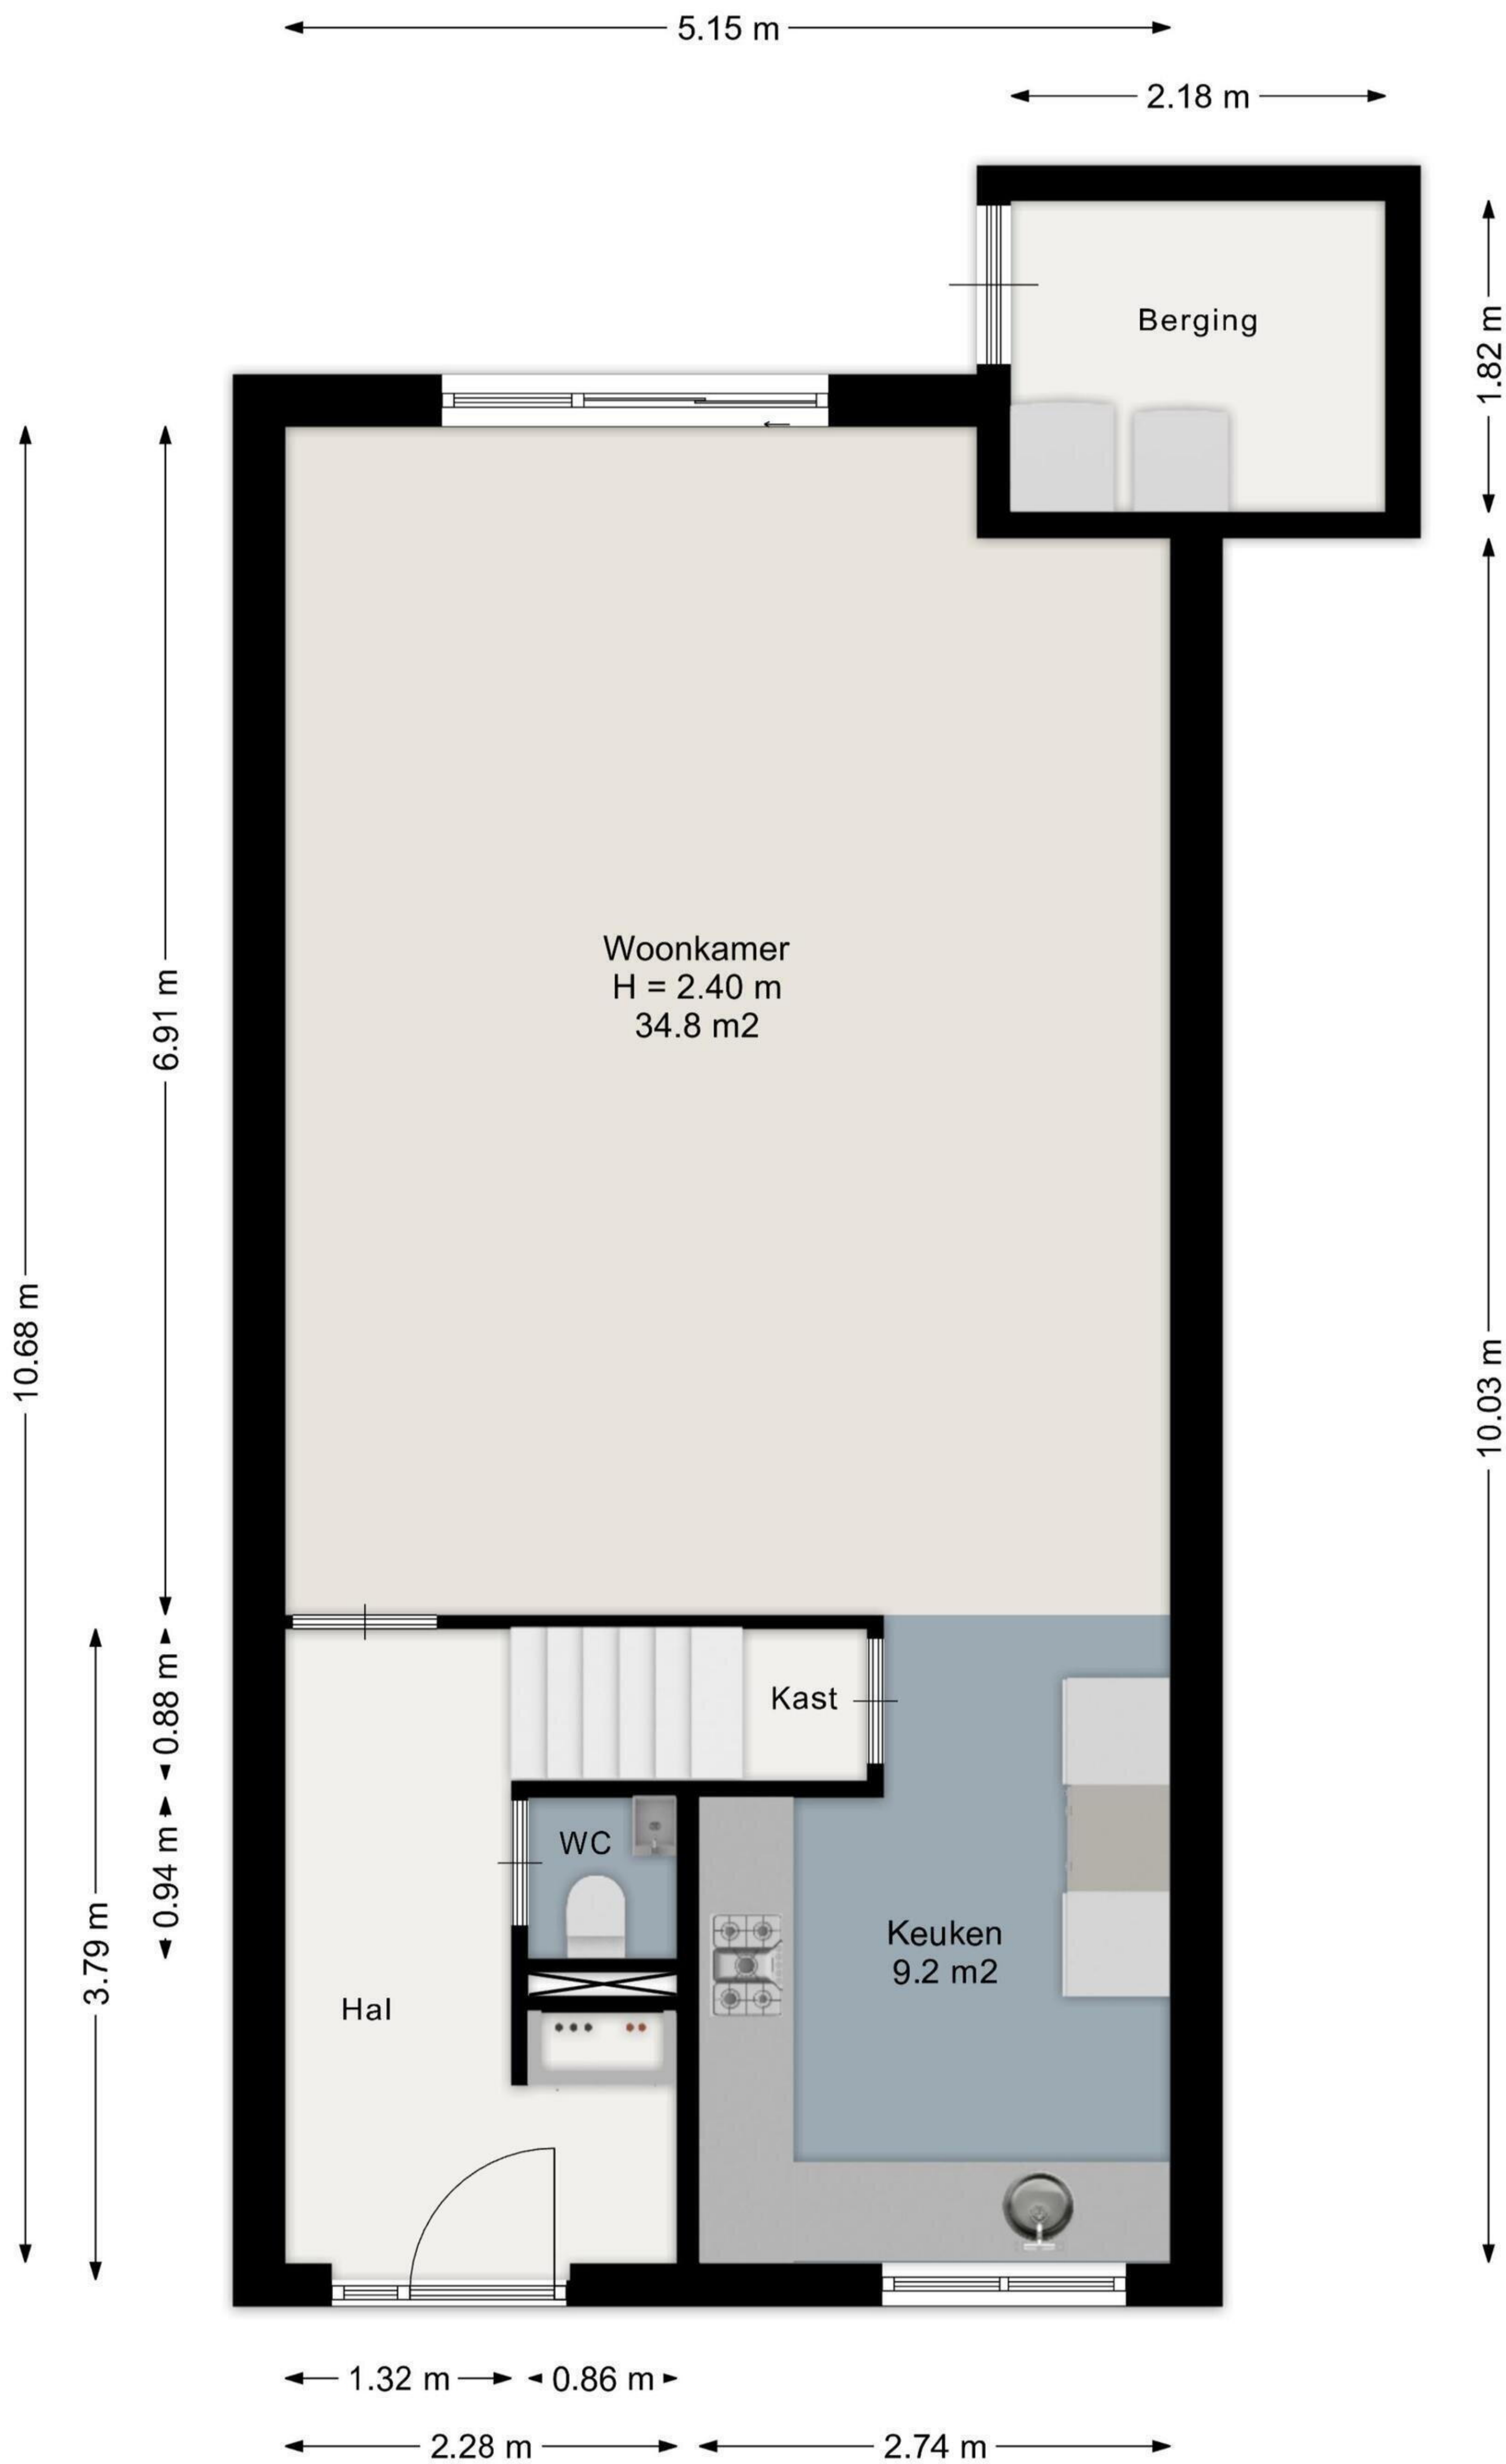 5.15 m
2.18 m
Berging
1.82 m
Woonkamer
H = 2.40 m
34.8 m2
6.91 m
10.68 m
10.03 m
0.88 m
Kast
0.94 m
WC
3.79 m
Keuken
9.2 m2
Hal
1.32 m
0.86 m
2.28 m
2.74 m